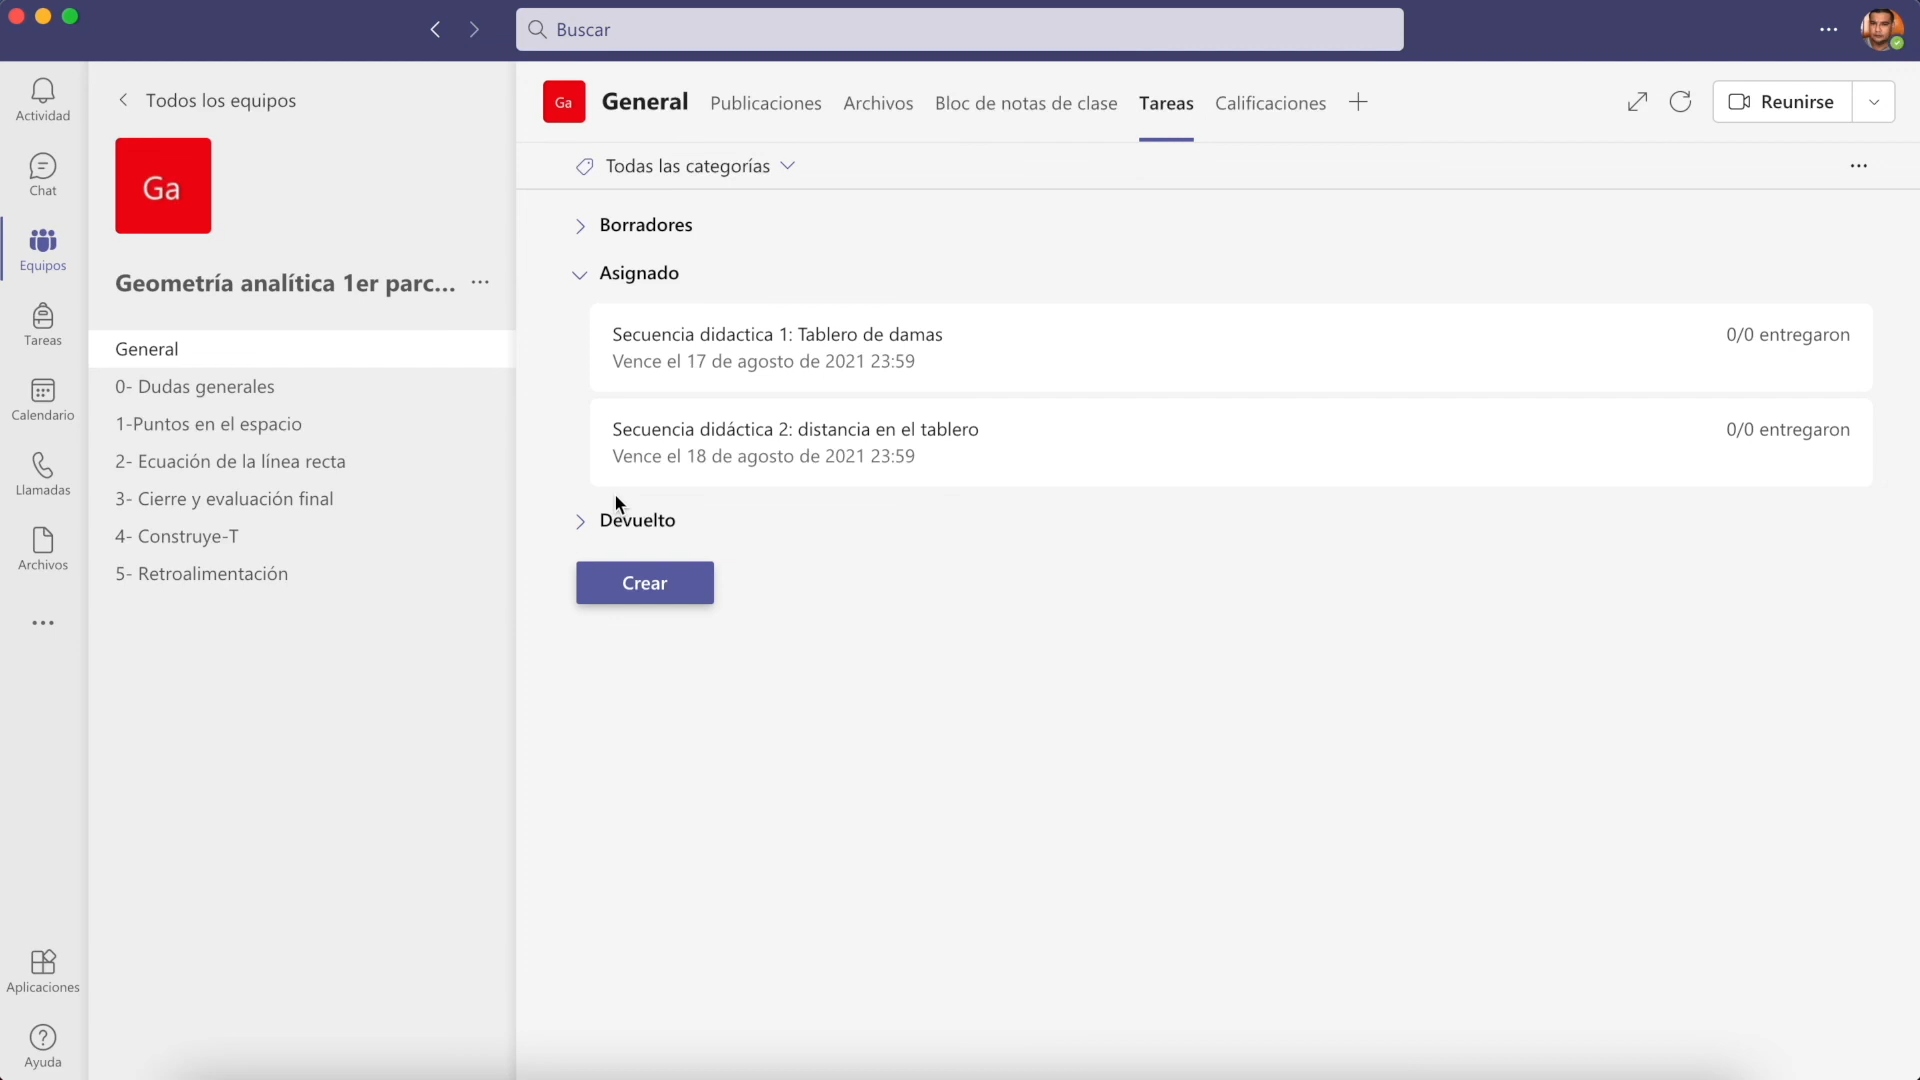 Buscar
Actividad
Chat
Equipos
Tareas
Calendario
Llamadas
Archivos
Aplicaciones
Ayuda
Todos los equipos
Ga
Geometría analítica 1er parc...
General
0- Dudas generales
1-Puntos en el espacio
2- Ecuación de la línea recta
3- Cierre y evaluación final
4- Construye-T
5- Retroalimentación
Ga General Publicaciones Archivos Bloc de notas de clase Tareas Calificaciones Reunirse
Todas las categorías
Borradores
Asignado
Secuencia didactica 1: Tablero de damas 0/0 entregaron
Vence el 17 de agosto de 2021 23:59
Secuencia didáctica 2: distancia en el tablero 0/0 entregaron
Vence el 18 de agosto de 2021 23:59
Devuelto
Crear